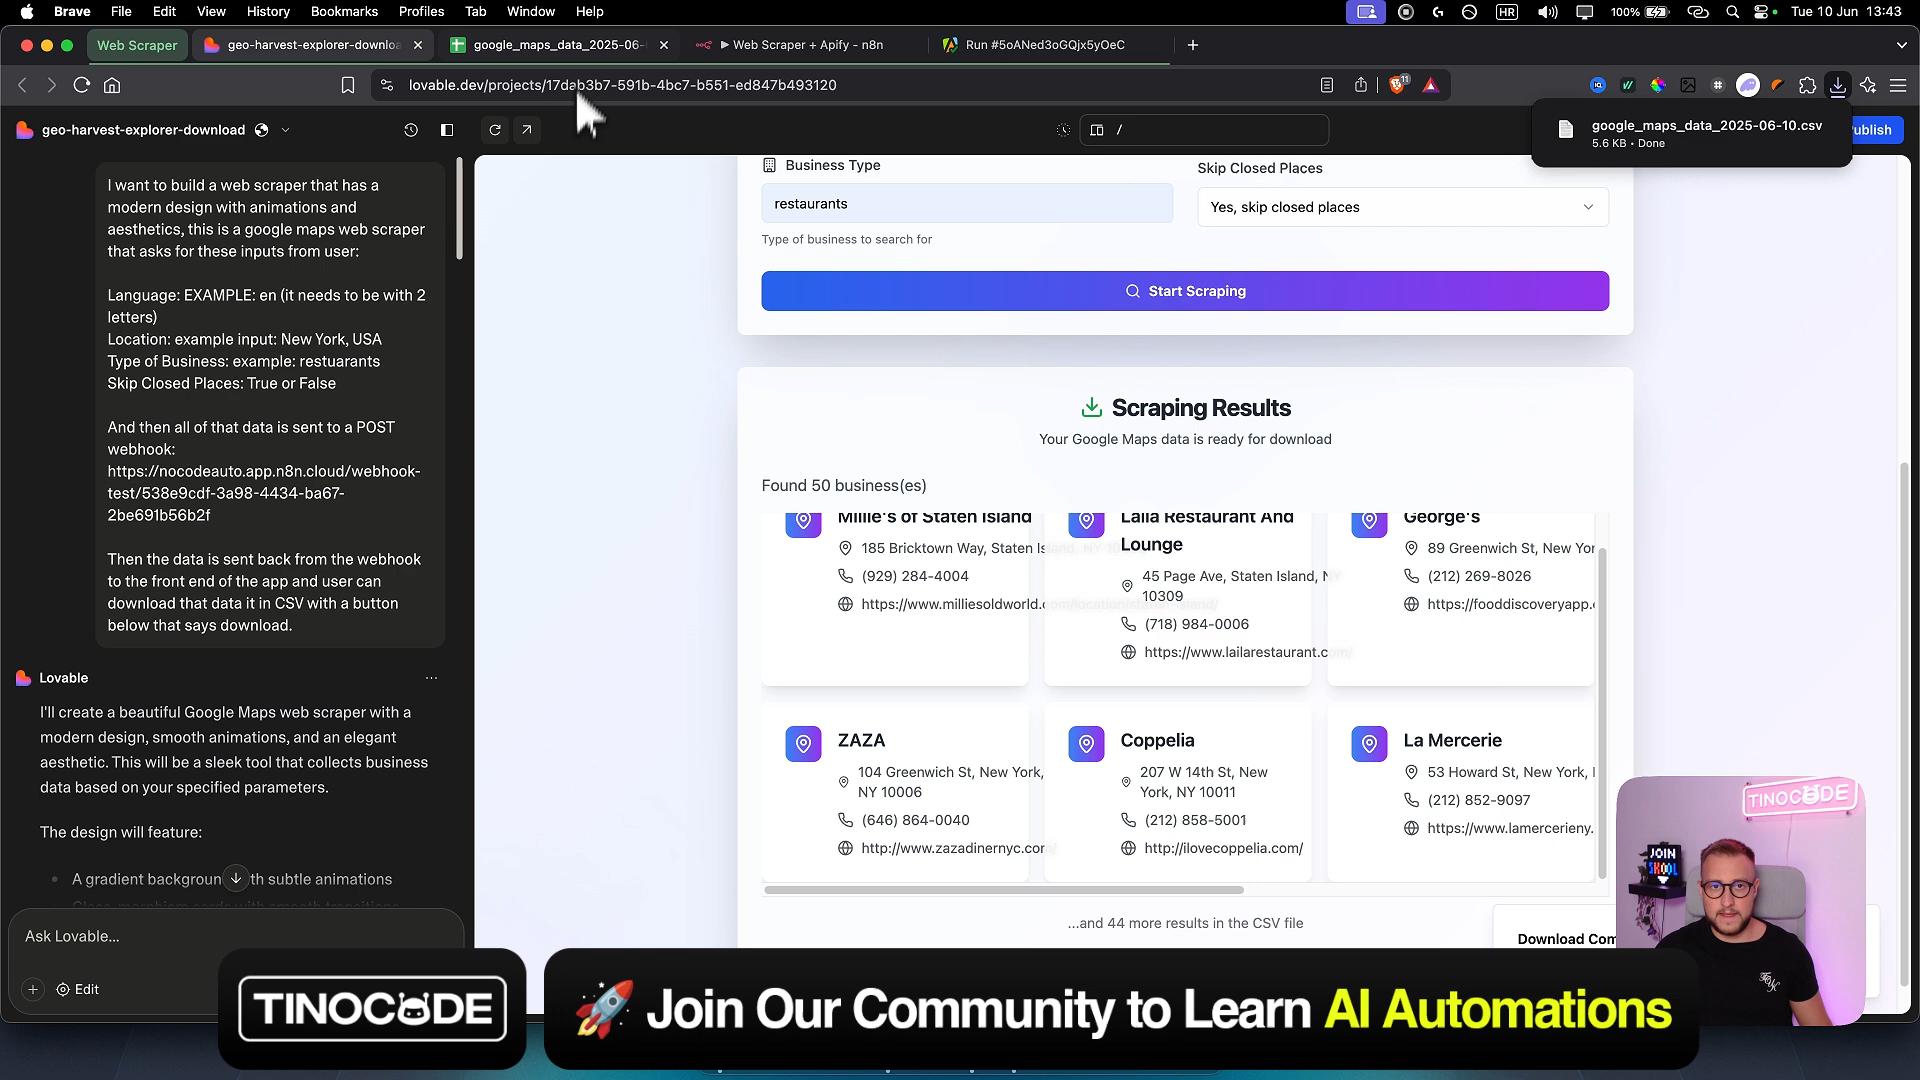 Brave File Edit View History Bookmarks Profiles Tab Window Help
HR 100% Tue 10 Jun 13:43
Web Scraper
geo-harvest-explorer-downloa
google_maps_data_2025-06-
Web Scraper + Apify - n8n
Run #5oANed3oGQjx5yOeC
lovable.dev/projects/17dab3b7-591b-4bc7-b551-ed847b493120
11
geo-harvest-explorer-download
/
google_maps_data_2025-06-10.csv
5.6 KB • Done
ublish
I want to build a web scraper that has a
modern design with animations and
aesthetics, this is a google maps web scraper
that asks for these inputs from user:
Language: EXAMPLE: en (it needs to be with 2
letters)
Location: example input: New York, USA
Type of Business: example: restuarants
Skip Closed Places: True or False
And then all of that data is sent to a POST
webhook:
https://nocodeauto.app.n8n.cloud/webhook-
test/538e9cdf-3a98-4434-ba67-
2be691b56b2f
Then the data is sent back from the webhook
to the front end of the app and user can
download that data it in CSV with a button
below that says download.
Lovable
I'll create a beautiful Google Maps web scraper with a
modern design, smooth animations, and an elegant
aesthetic. This will be a sleek tool that collects business
data based on your specified parameters.
The design will feature:
• A gradient backgroun th subtle animations
Ask Lovable...
Edit
Business Type
restaurants
Type of business to search for
Skip Closed Places
Yes, skip closed places
Start Scraping
Scraping Results
Your Google Maps data is ready for download
Found 50 business(es)
Millie's of Staten Island
185 Bricktown Way, Staten Island, NY 10
(929) 284-4004
https://www.milliesoldworld.com/location/staten-island/
Laila Restaurant And
Lounge
45 Page Ave, Staten Island, N
10309
(718) 984-0006
https://www.lailarestaurant.com/
George's
89 Greenwich St, New Yor
(212) 269-8026
https://fooddiscoveryapp.
ZAZA
104 Greenwich St, New York,
NY 10006
(646) 864-0040
http://www.zazadinernyc.com/
Coppelia
207 W 14th St, New
York, NY 10011
(212) 858-5001
http://ilovecoppelia.com/
La Mercerie
53 Howard St, New York,
(212) 852-9097
https://www.lamercerieny.
...and 44 more results in the CSV file
Download Com
TINOCODE
JOIN
SKOOL
TINOCODE
🚀 Join Our Community to Learn AI Automations